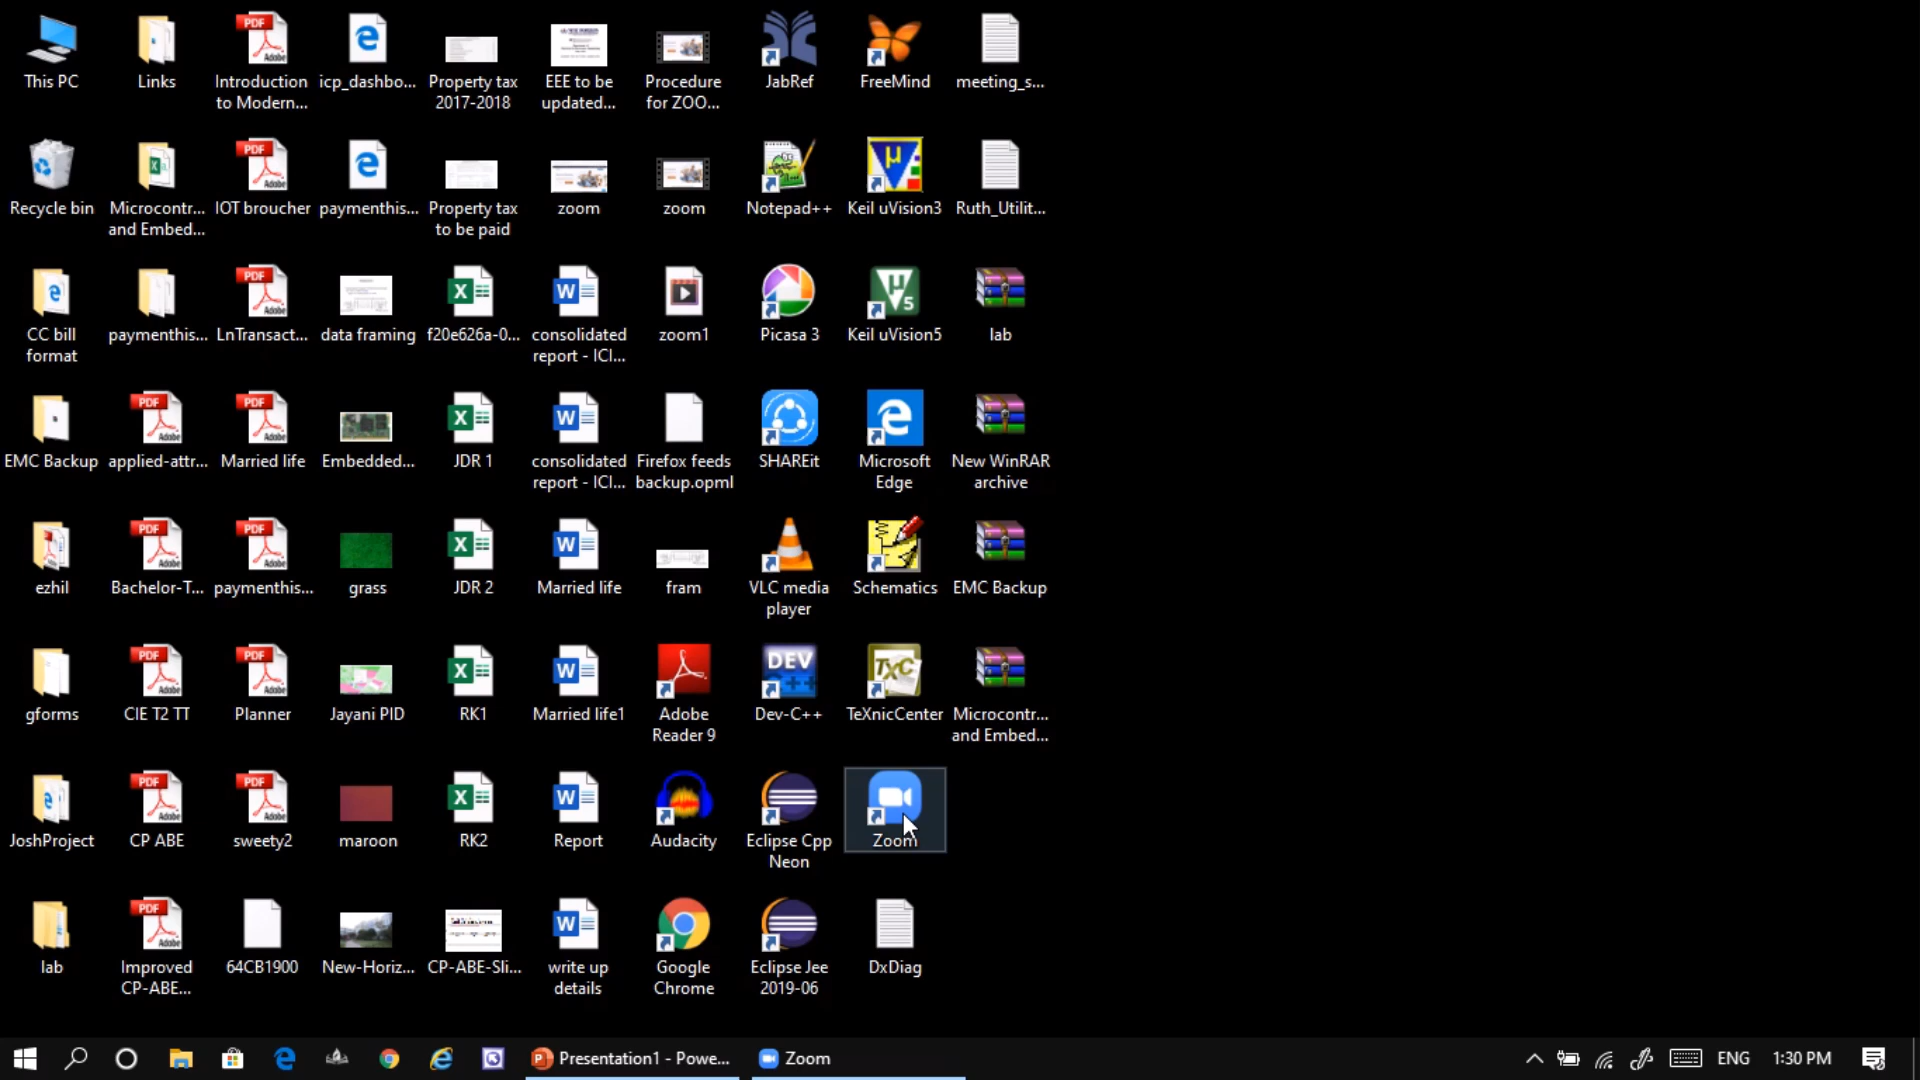 This PC
Links
Introduction
to Modern...
icp_dashbo...
Property tax
2017-2018
EEE to be
updated...
Procedure
for ZOO...
JabRef
FreeMind
meeting_s...
Recycle bin
Microcontr...
and Embed...
IOT broucher
paymenthis...
Property tax
to be paid
zoom
zoom
Notepad++
Keil uVision3
Ruth_Utilit...
CC bill
format
paymenthis...
LnTransact...
data framing
f20e626a-0...
consolidated
report - ICI...
zoom1
Picasa 3
Keil uVision5
lab
EMC Backup
applied-attr...
Married life
Embedded...
JDR 1
consolidated
report - ICI...
Firefox feeds
backup.opml
SHAREit
Microsoft
Edge
New WinRAR
archive
ezhil
Bachelor-T...
paymenthis...
grass
JDR 2
Married life
fram
VLC media
player
Schematics
EMC Backup
gforms
CIE T2 TT
Planner
Jayani PID
RK1
Married life1
Adobe
Reader 9
DEV
C++
Dev-C++
TXC
TeXnicCenter
Microcontr...
and Embed...
JoshProject
CP ABE
sweety2
maroon
RK2
Report
Audacity
Eclipse Cpp
Neon
Zoom
lab
Improved
CP-ABE...
64CB1900
New-Horiz...
CP-ABE-Sli...
write up
details
Google
Chrome
Eclipse Jee
2019-06
DxDiag
Presentation1 - Powe...
Zoom
ENG
1:30 PM